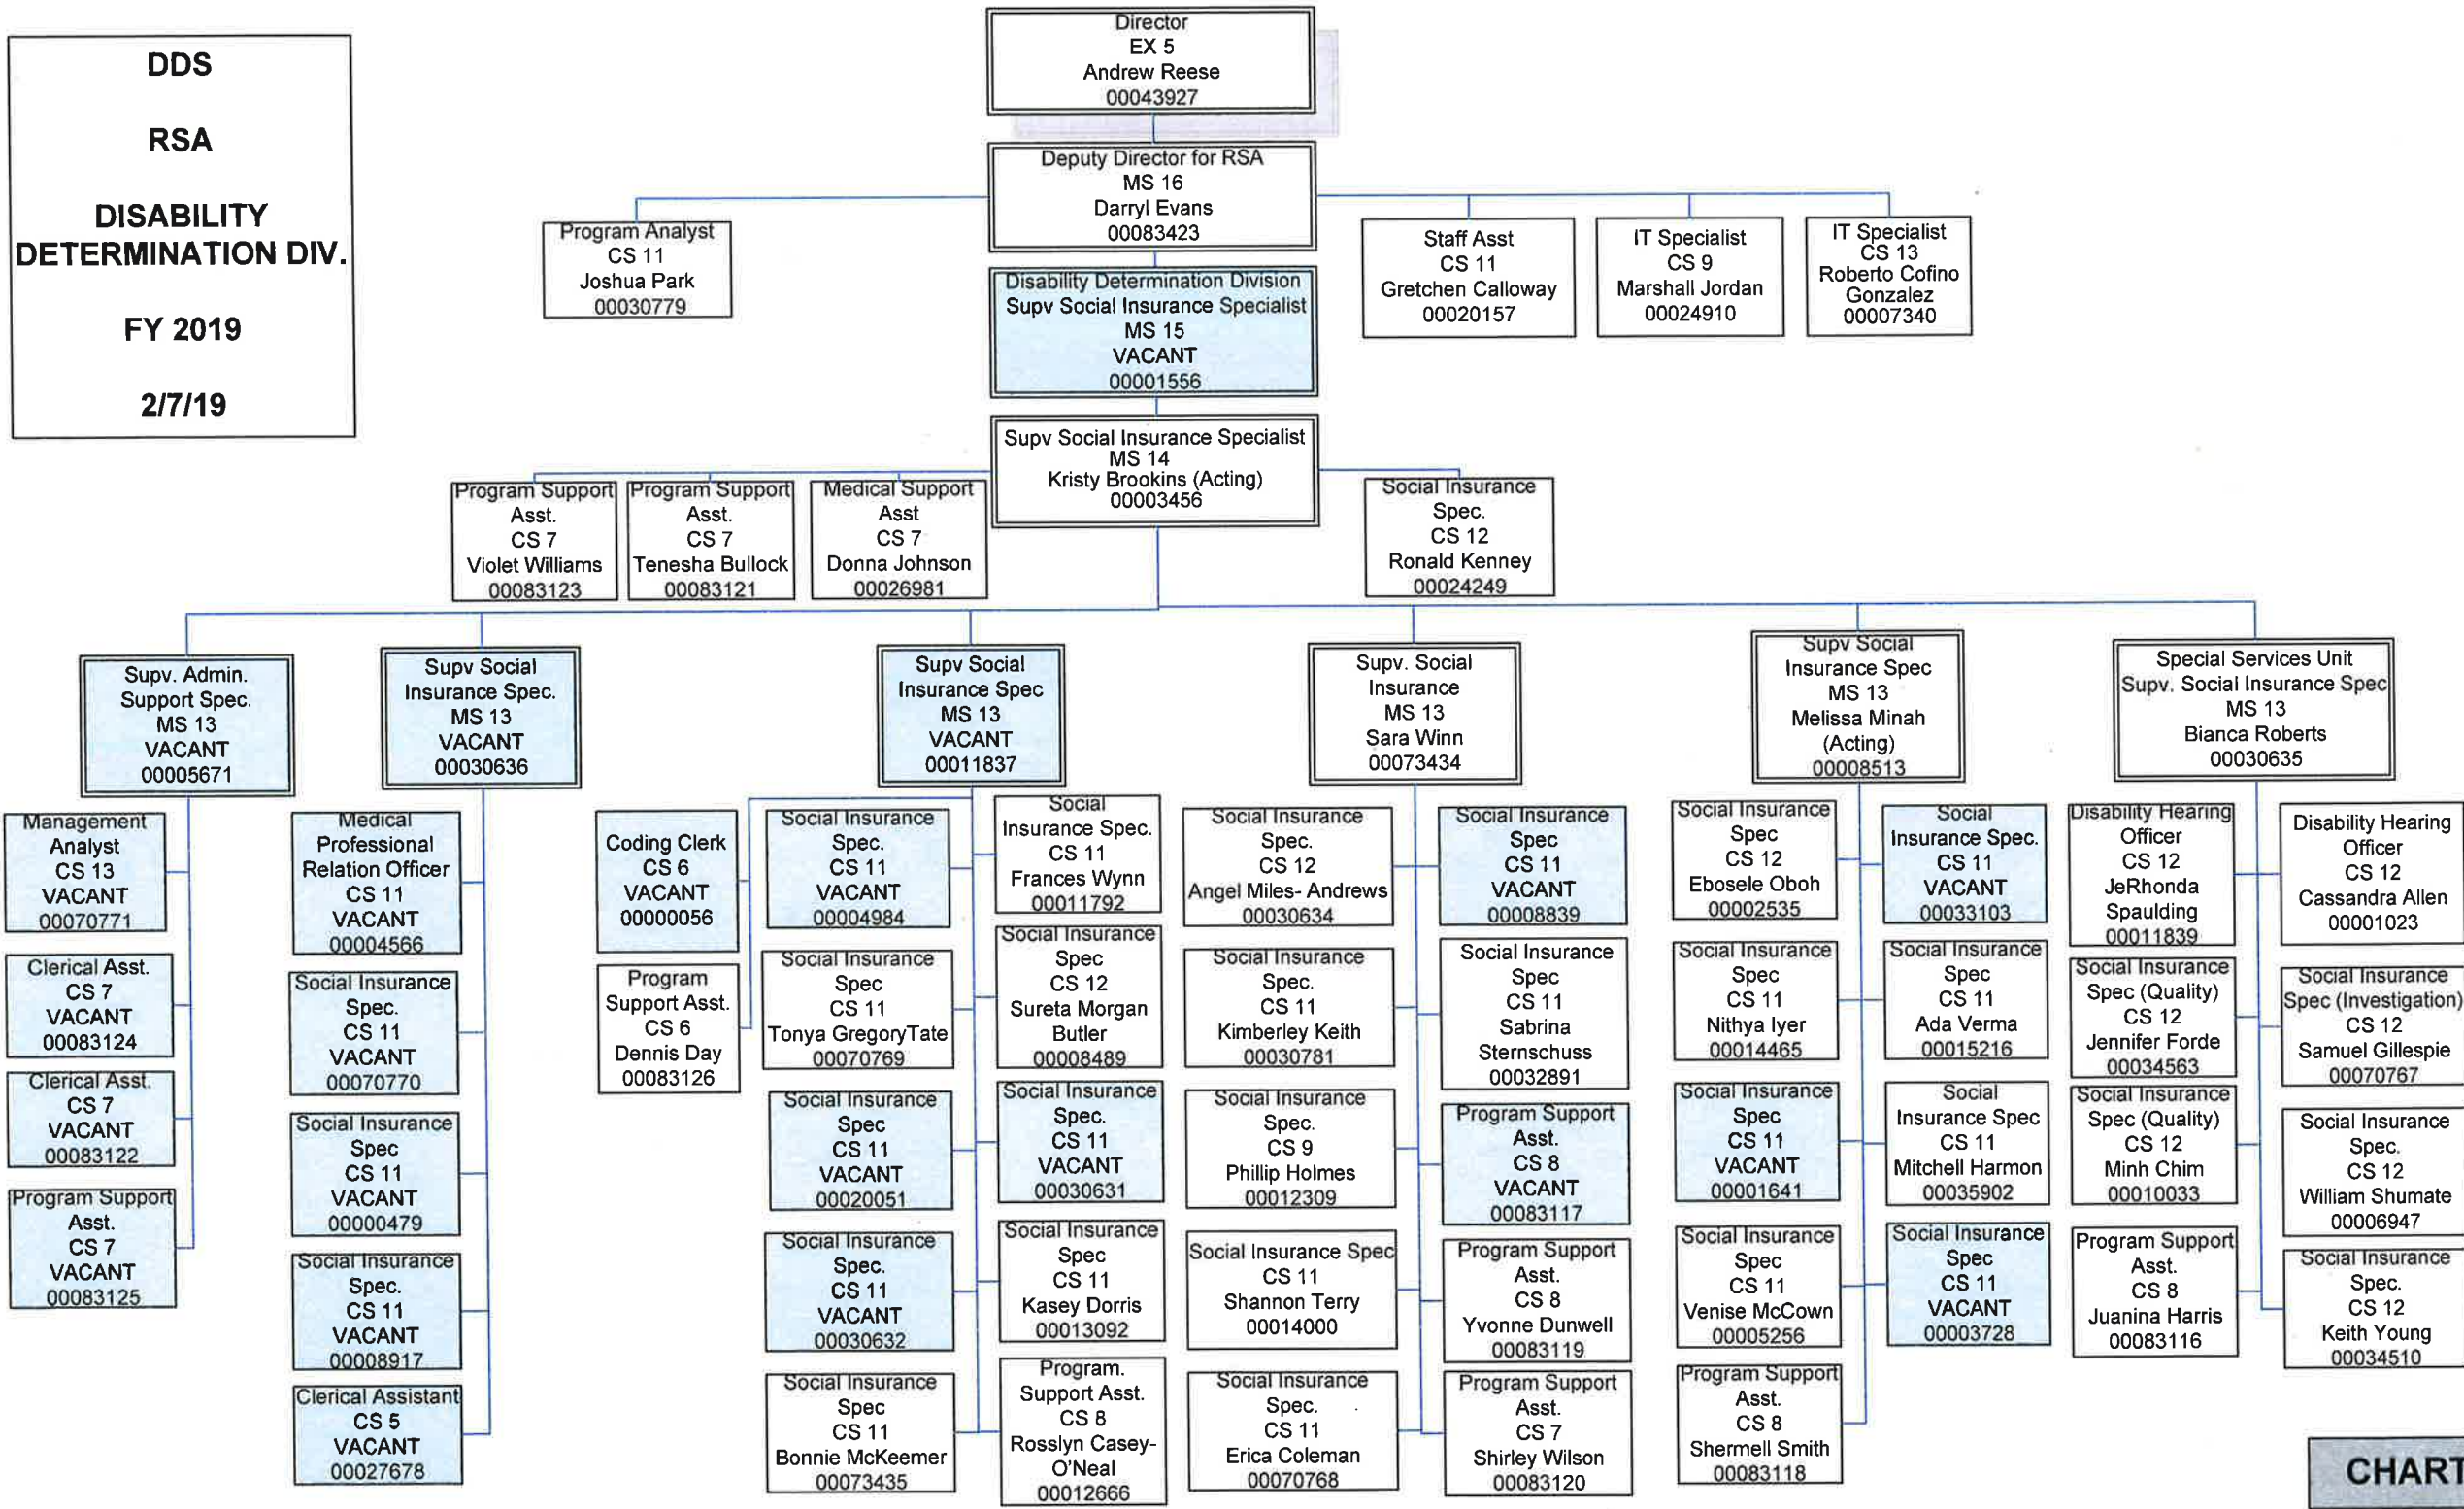 DDS
RSA
DISABILITY
DETERMINATION DIV.
FY 2019
2/7/19
Director
EX 5
Andrew Reese
00043927
Deputy Director for RSA
MS 16
Darryl Evans
00083423
Program Analyst
CS 11
Joshua Park
00030779
Staff Asst
CS 11
Gretchen Calloway
00020157
IT Specialist
CS 9
Marshall Jordan
00024910
IT Specialist
CS 13
Roberto Cofino
Gonzalez
00007340
Disability Determination Division
Supv Social Insurance Specialist
MS 15
VACANT
00001556
Supv Social Insurance Specialist
MS 14
Kristy Brookins (Acting)
00003456
Program Support
Asst.
CS 7
Violet Williams
00083123
Program Support
Asst.
CS 7
Tenesha Bullock
00083121
Medical Support
Asst
CS 7
Donna Johnson
00026981
Social Insurance
Spec.
CS 12
Ronald Kenney
00024249
Supv. Admin.
Support Spec.
MS 13
VACANT
00005671
Supv Social
Insurance Spec.
MS 13
VACANT
00030636
Supv Social
Insurance Spec
MS 13
VACANT
00011837
Supv. Social
Insurance
MS 13
Sara Winn
00073434
Supv Social
Insurance Spec
MS 13
Melissa Minah
(Acting)
00008513
Special Services Unit
Supv. Social Insurance Spec
MS 13
Bianca Roberts
00030635
Management
Analyst
CS 13
VACANT
00070771
Clerical Asst.
CS 7
VACANT
00083124
Clerical Asst.
CS 7
VACANT
00083122
Program Support
Asst.
CS 7
VACANT
00083125
Medical
Professional
Relation Officer
CS 11
VACANT
00004566
Social Insurance
Spec.
CS 11
VACANT
00070770
Social Insurance
Spec
CS 11
VACANT
00000479
Social Insurance
Spec.
CS 11
VACANT
00008917
Clerical Assistant
CS 5
VACANT
00027678
Coding Clerk
CS 6
VACANT
00000056
Program
Support Asst.
CS 6
Dennis Day
00083126
Social Insurance
Spec.
CS 11
VACANT
00004984
Social Insurance
Spec
CS 11
Tonya GregoryTate
00070769
Social Insurance
Spec
CS 11
VACANT
00020051
Social Insurance
Spec.
CS 11
VACANT
00030632
Social Insurance
Spec
CS 11
Bonnie McKeemer
00073435
Social
Insurance Spec.
CS 11
Frances Wynn
00011792
Social Insurance
Spec
CS 12
Sureta Morgan
Butler
00008489
Social Insurance
Spec.
CS 11
VACANT
00030631
Social Insurance
Spec
CS 11
Kasey Dorris
00013092
Program.
Support Asst.
CS 8
Rosslyn Casey-
O'Neal
00012666
Social Insurance
Spec.
CS 12
Angel Miles- Andrews
00030634
Social Insurance
Spec.
CS 11
Kimberley Keith
00030781
Social Insurance
Spec.
CS 9
Phillip Holmes
00012309
Social Insurance Spec
CS 11
Shannon Terry
00014000
Social Insurance
Spec.
CS 11
Erica Coleman
00070768
Social Insurance
Spec
CS 11
VACANT
00008839
Social Insurance
Spec
CS 11
Sabrina
Sternschuss
00032891
Program Support
Asst.
CS 8
VACANT
00083117
Program Support
Asst.
CS 8
Yvonne Dunwell
00083119
Program Support
Asst.
CS 7
Shirley Wilson
00083120
Social Insurance
Spec
CS 12
Ebosele Oboh
00002535
Social Insurance
Spec
CS 11
Nithya Iyer
00014465
Social Insurance
Spec
CS 11
VACANT
00001641
Social Insurance
Spec
CS 11
Venise McCown
00005256
Program Support
Asst.
CS 8
Shermell Smith
00083118
Social
Insurance Spec.
CS 11
VACANT
00033103
Social Insurance
Spec
CS 11
Ada Verma
00015216
Social
Insurance Spec
CS 11
Mitchell Harmon
00035902
Social Insurance
Spec
CS 11
VACANT
00003728
Disability Hearing
Officer
CS 12
JeRhonda
Spaulding
00011839
Social Insurance
Spec (Quality)
CS 12
Jennifer Forde
00034563
Social Insurance
Spec (Quality)
CS 12
Minh Chim
00010033
Program Support
Asst.
CS 8
Juanina Harris
00083116
Disability Hearing
Officer
CS 12
Cassandra Allen
00001023
Social Insurance
Spec (Investigation)
CS 12
Samuel Gillespie
00070767
Social Insurance
Spec.
CS 12
William Shumate
00006947
Social Insurance
Spec.
CS 12
Keith Young
00034510
CHART